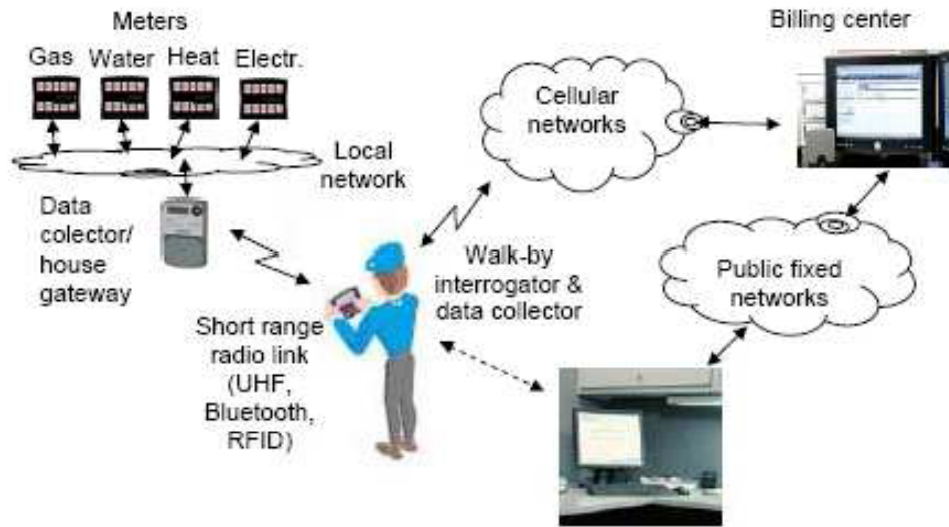 Meters
Gas Water Heat Electr.
Local
network
Data
colector/
house
gateway
Short range
radio link
(UHF,
Bluetooth,
RFID)
Walk-by
interrogator &
data collector
Cellular
networks
Billing center
Public fixed
networks